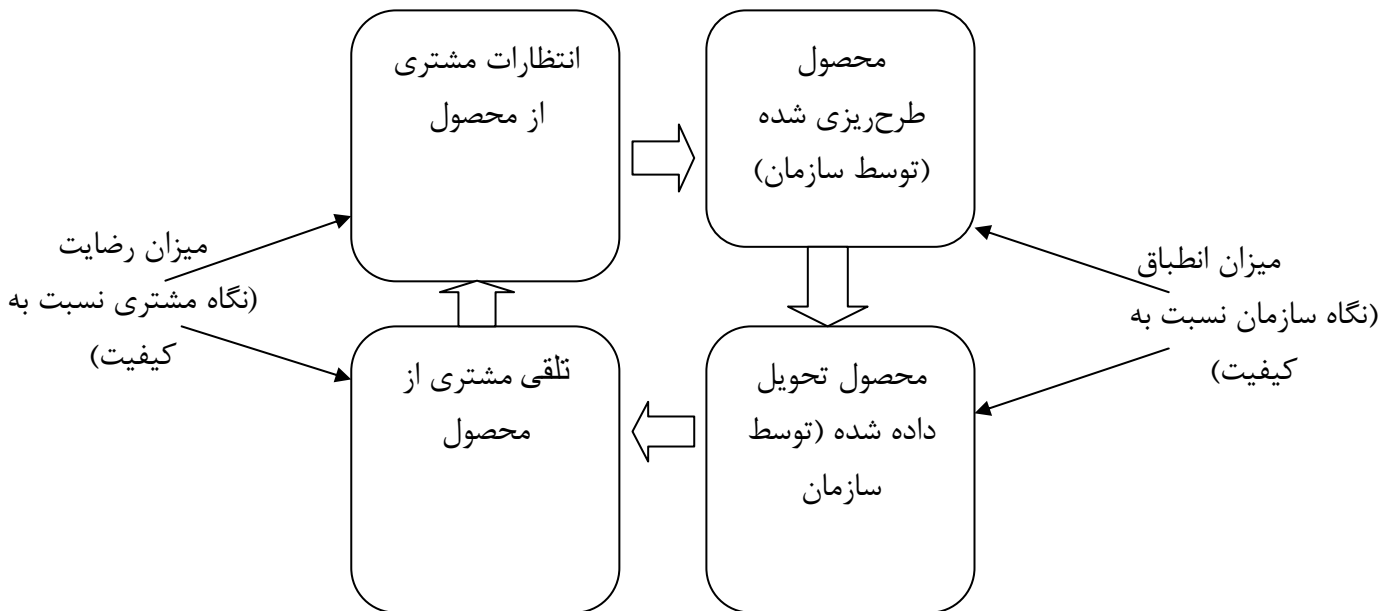 انتظارات مشتری
از محصول
محصول
طرح‌ریزی شده
(توسط سازمان)
میزان رضایت
(نگاه مشتری نسبت به
کیفیت)
میزان انطباق
(نگاه سازمان نسبت به
کیفیت)
تلقی مشتری از
محصول
محصول تحویل
داده شده (توسط
سازمان